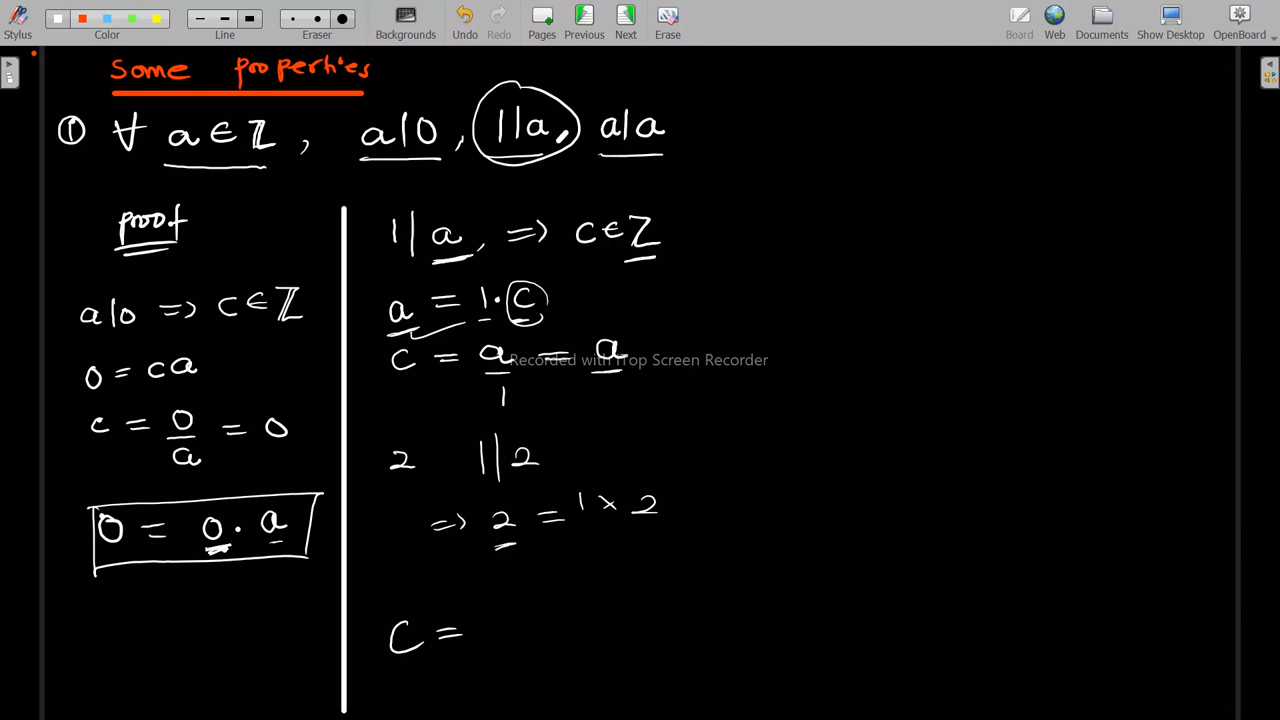 Stylus Color Line Eraser Backgrounds Undo Redo Pages Previous Next Erase Board Web Documents Show Desktop OpenBoard
Some properties
① ∀ a∈ℤ, a|0, 1|a, a|a
proof
a|0 => c∈ℤ
0 = ca
c = 0/a = 0
0 = 0·a
1|a, => c∈ℤ
a = 1·c
c = a/1 = a
Recorded with iTop Screen Recorder
2 1|2
=> 2 = 1×2
C =